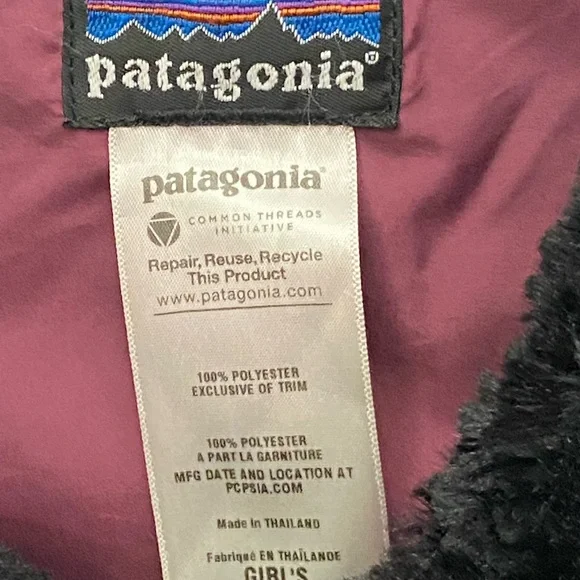 patagonia®
patagonia®
COMMON THREADS
INITIATIVE
Repair, Reuse, Recycle
This Product
www.patagonia.com
100% POLYESTER
EXCLUSIVE OF TRIM
100% POLYESTER
A PART LA GARNITURE
MFG DATE AND LOCATION AT
PCPSIA.COM
Made in THAILAND
Fabriqué EN THAÏLANDE
GIRL'S